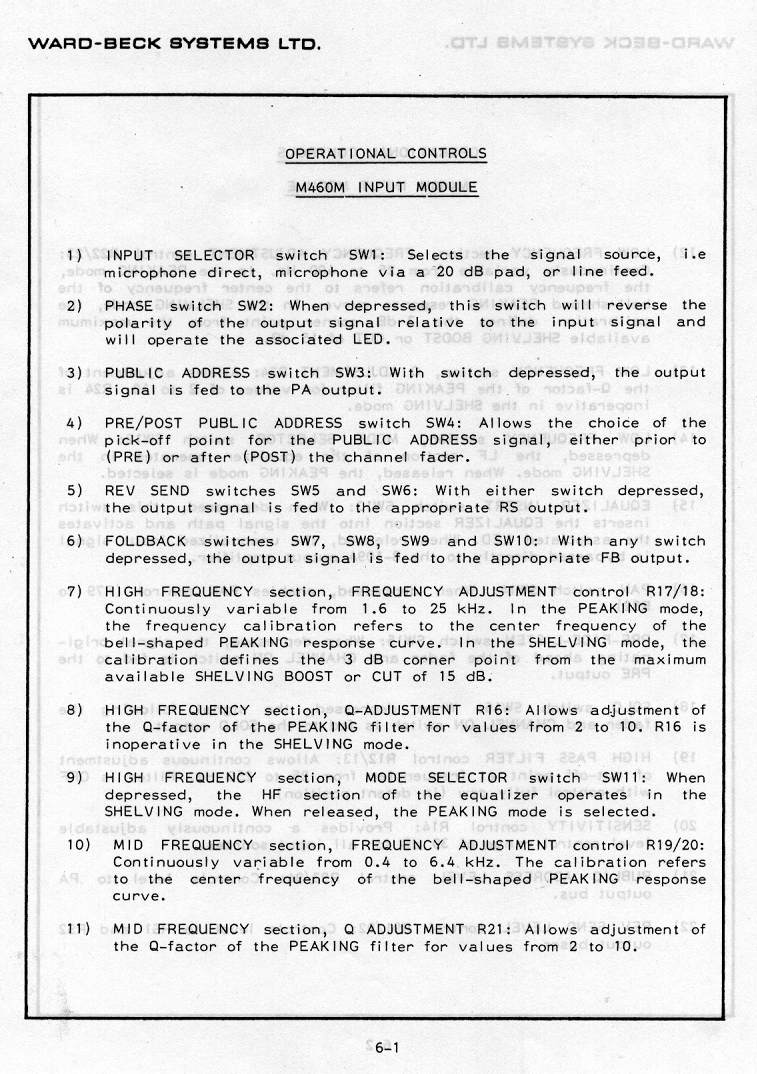 WARD-BECK SYSTEMS LTD.
OPERATIONAL CONTROLS
M460M INPUT MODULE
1) INPUT SELECTOR switch SW1: Selects the signal source, i.e
microphone direct, microphone via a 20 dB pad, or line feed.
2) PHASE switch SW2: When depressed, this switch will reverse the
polarity of the output signal relative to the input signal and
will operate the associated LED.
3) PUBLIC ADDRESS switch SW3: With switch depressed, the output
signal is fed to the PA output.
4) PRE/POST PUBLIC ADDRESS switch SW4: Allows the choice of the
pick-off point for the PUBLIC ADDRESS signal, either prior to
(PRE) or after (POST) the channel fader.
5) REV SEND switches SW5 and SW6: With either switch depressed,
the output signal is fed to the appropriate RS output.
6) FOLDBACK switches SW7, SW8, SW9 and SW10: With any switch
depressed, the output signal is fed to the appropriate FB output.
7) HIGH FREQUENCY section, FREQUENCY ADJUSTMENT control R17/18:
Continuously variable from 1.6 to 25 kHz. In the PEAKING mode,
the frequency calibration refers to the center frequency of the
bell-shaped PEAKING response curve. In the SHELVING mode, the
calibration defines the 3 dB corner point from the maximum
available SHELVING BOOST or CUT of 15 dB.
8) HIGH FREQUENCY section, Q-ADJUSTMENT R16: Allows adjustment of
the Q-factor of the PEAKING filter for values from 2 to 10. R16 is
inoperative in the SHELVING mode.
9) HIGH FREQUENCY section, MODE SELECTOR switch SW11: When
depressed, the HF section of the equalizer operates in the
SHELVING mode. When released, the PEAKING mode is selected.
10) MID FREQUENCY section, FREQUENCY ADJUSTMENT control R19/20:
Continuously variable from 0.4 to 6.4 kHz. The calibration refers
to the center frequency of the bell-shaped PEAKING response
curve.
11) MID FREQUENCY section, Q ADJUSTMENT R21: Allows adjustment of
the Q-factor of the PEAKING filter for values from 2 to 10.
6-1